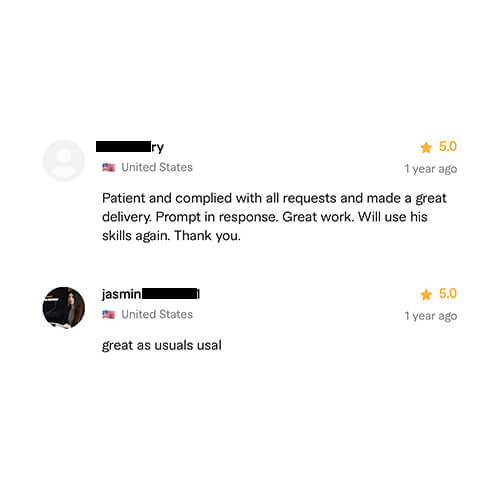 ry
5.0
United States
1 year ago
Patient and complied with all requests and made a great
delivery. Prompt in response. Great work. Will use his
skills again. Thank you.
jasmin
5.0
United States
1 year ago
great as usuals usal